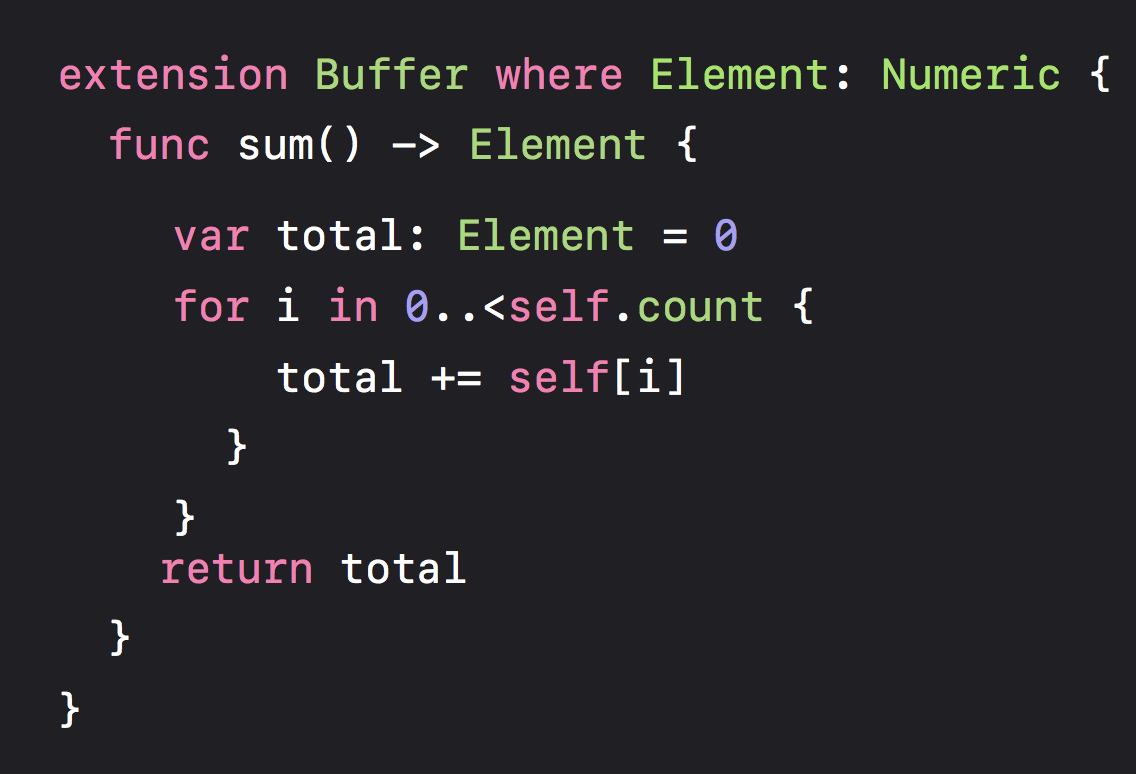 extension Buffer where Element: Numeric {
  func sum() -> Element {
    var total: Element = 0
    for i in 0..<self.count {
        total += self[i]
      }
    }
    return total
  }
}